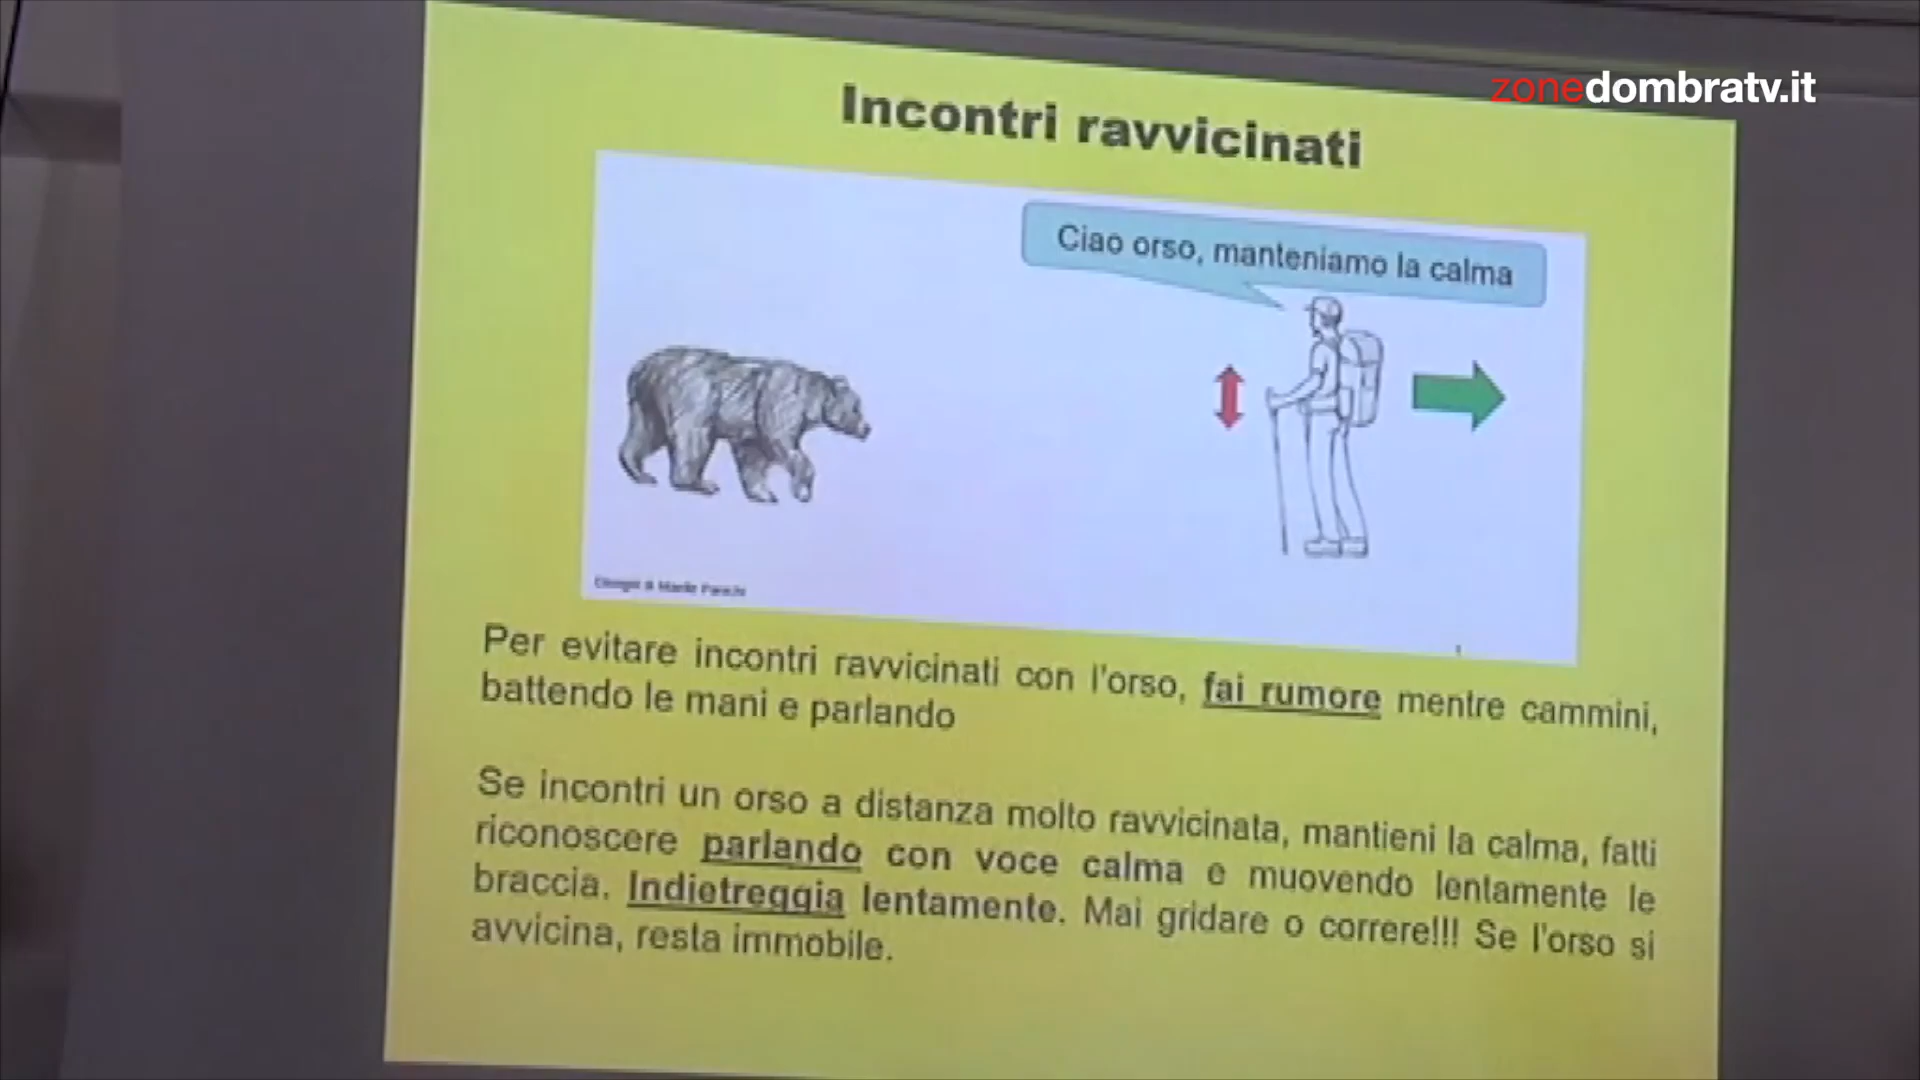 zonedombratv.it
Incontri ravvicinati
Ciao orso, manteniamo la calma
Per evitare incontri ravvicinati con l'orso, fai rumore mentre cammini,
battendo le mani e parlando
Se incontri un orso a distanza molto ravvicinata, mantieni la calma, fatti
riconoscere parlando con voce calma e muovendo lentamente le
braccia. Indietreggia lentamente. Mai gridare o correre!!! Se l'orso si
avvicina, resta immobile.